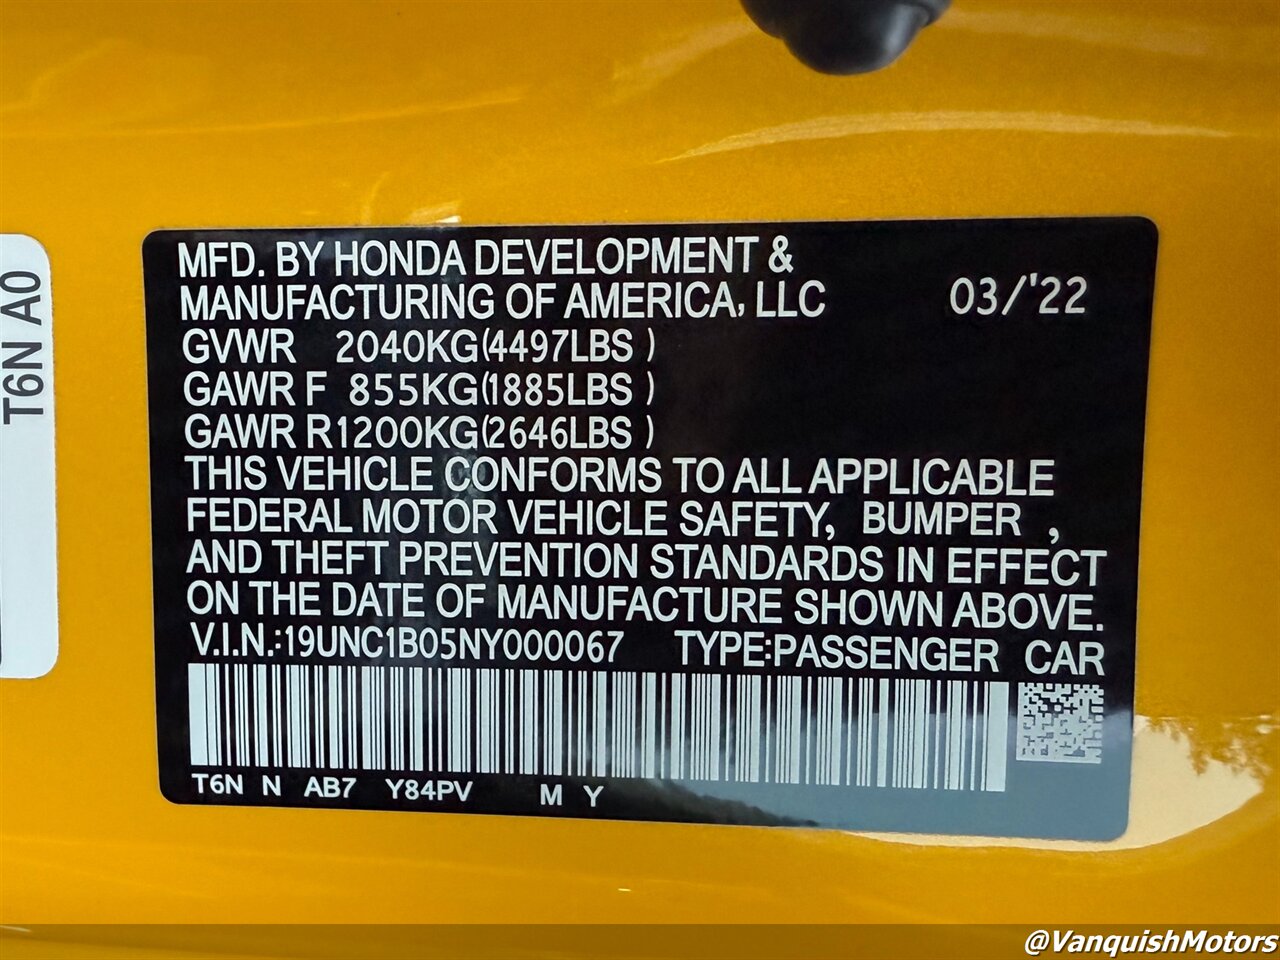 T6N A0
MFD. BY HONDA DEVELOPMENT &
MANUFACTURING OF AMERICA, LLC 03/'22
GVWR 2040KG(4497LBS )
GAWR F 855KG(1885LBS )
GAWR R1200KG(2646LBS )
THIS VEHICLE CONFORMS TO ALL APPLICABLE
FEDERAL MOTOR VEHICLE SAFETY, BUMPER ,
AND THEFT PREVENTION STANDARDS IN EFFECT
ON THE DATE OF MANUFACTURE SHOWN ABOVE.
V.I.N.:19UNC1B05NY000067 TYPE:PASSENGER CAR
T6N N AB7 Y84PV M Y
@VanquishMotors